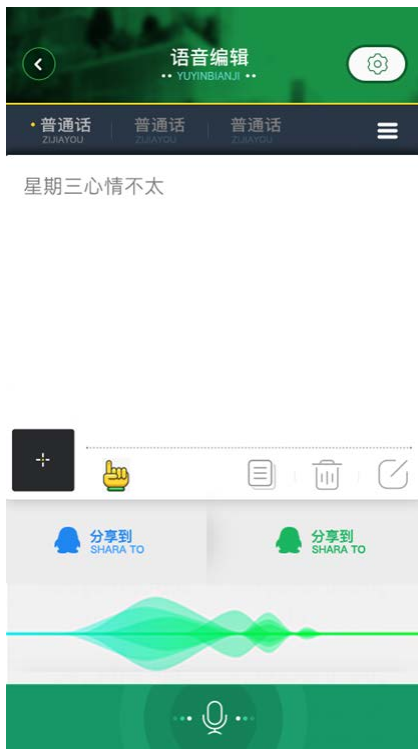 语音编辑
•• YUYINBIANJI ••
•普通话
ZIJIAYOU
普通话
ZIJIAYOU
普通话
ZIJIAYOU
星期三心情不太
分享到
SHARA TO
分享到
SHARA TO